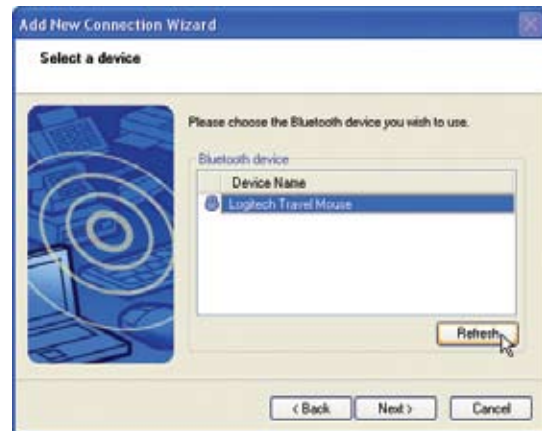 Add New Connection Wizard
Select a device
Please choose the Bluetooth device you wish to use.
Bluetooth device
Device Name
Logitech Travel Mouse
Refresh
< Back Next > Cancel